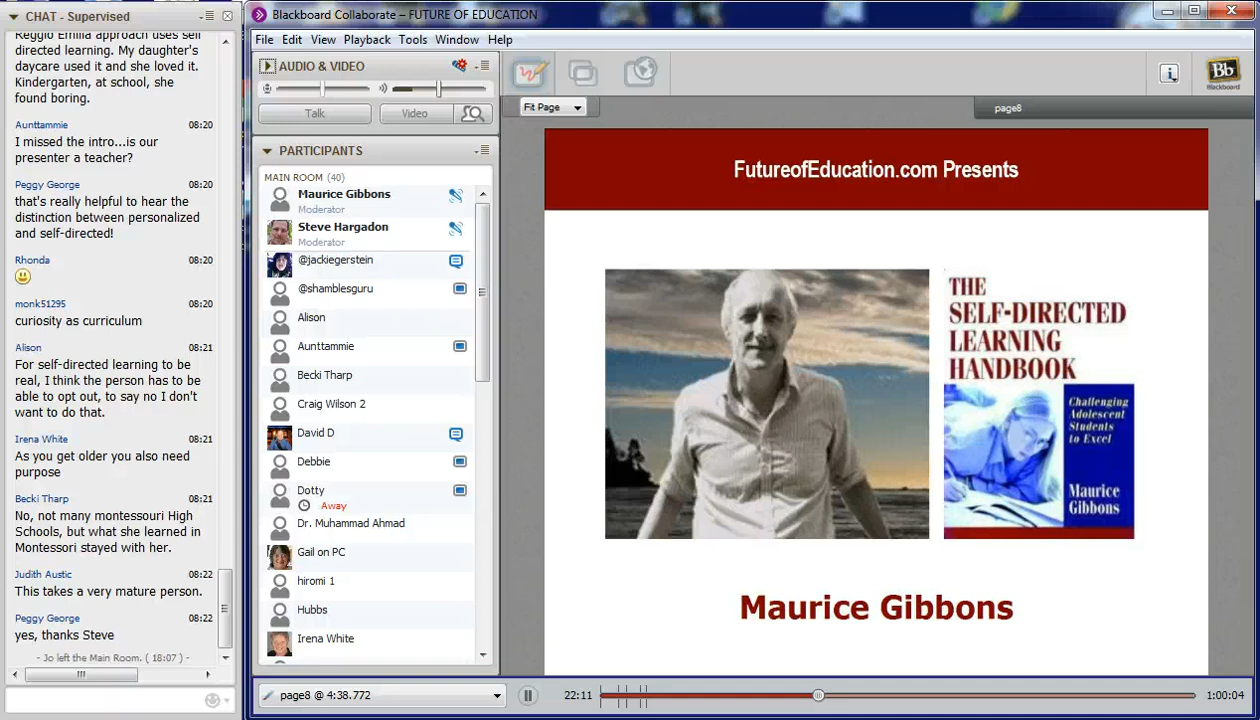 CHAT - Supervised
Reggio Emilia approach uses self
directed learning. My daughter's
daycare used it and she loved it.
Kindergarten, at school, she
found boring.
Aunttammie 08:20
I missed the intro...is our
presenter a teacher?
Peggy George 08:20
that's really helpful to hear the
distinction between personalized
and self-directed!
Rhonda 08:20
monk51295 08:20
curiosity as curriculum
Alison 08:21
For self-directed learning to be
real, I think the person has to be
able to opt out, to say no I don't
want to do that.
Irena White 08:21
As you get older you also need
purpose
Becki Tharp 08:21
No, not many montessouri High
Schools, but what she learned in
Montessori stayed with her.
Judith Austic 08:22
This takes a very mature person.
Peggy George 08:22
yes, thanks Steve
- Jo left the Main Room. ( 18:07 ) -
Blackboard Collaborate – FUTURE OF EDUCATION
File Edit View Playback Tools Window Help
AUDIO & VIDEO
Talk Video
PARTICIPANTS
MAIN ROOM (40)
Maurice Gibbons
Moderator
Steve Hargadon
Moderator
@jackiegerstein
@shamblesguru
Alison
Aunttammie
Becki Tharp
Craig Wilson 2
David D
Debbie
Dotty
Away
Dr. Muhammad Ahmad
Gail on PC
hiromi 1
Hubbs
Irena White
Fit Page
page8
i
Bb
Blackboard
FutureofEducation.com Presents
THE
SELF-DIRECTED
LEARNING
HANDBOOK
Challenging
Adolescent
Students
to Excel
Maurice
Gibbons
Maurice Gibbons
page8 @ 4:38.772
22:11
1:00:04